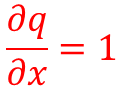 ∂q/∂x = 1